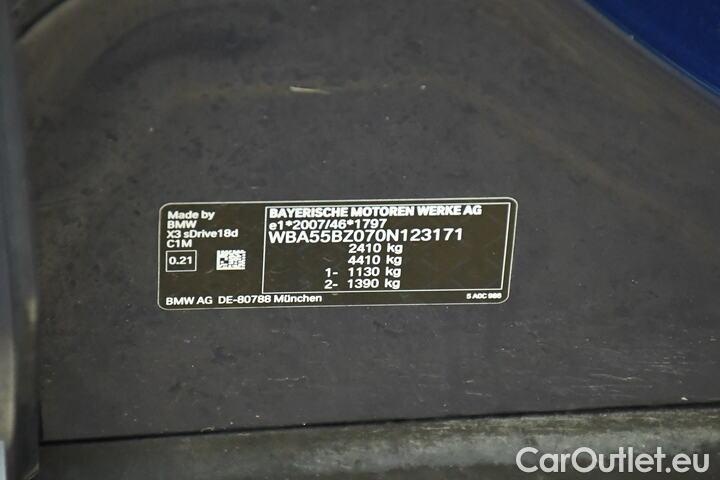 Made by
BMW
X3 sDrive18d
C1M
0.21
BAYERISCHE MOTOREN WERKE AG
e1*2007/46*1797
WBA55BZ070N123171
2410 kg
4410 kg
1- 1130 kg
2- 1390 kg
BMW AG DE-80788 München
5 A0C 986
CarOutlet.eu